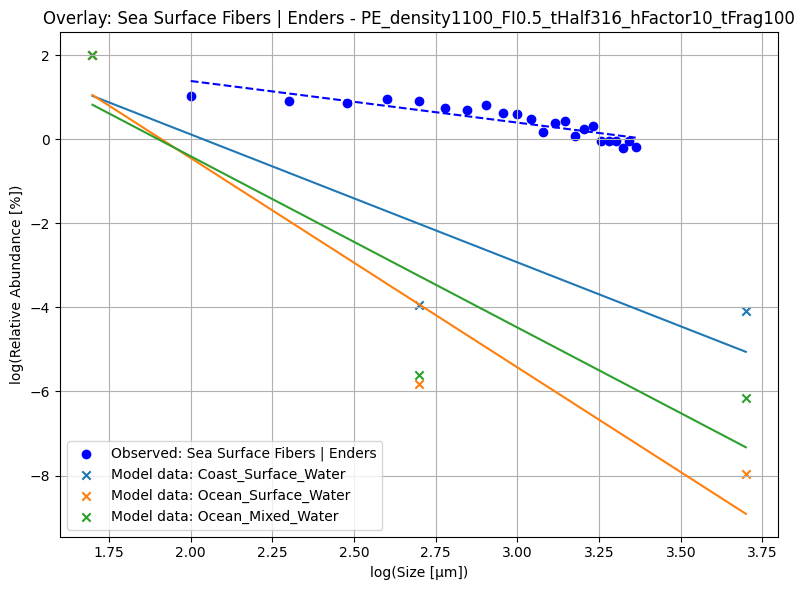 Overlay: Sea Surface Fibers | Enders - PE_density1100_FI0.5_tHalf316_hFactor10_tFrag100
log(Relative Abundance [%])
2
0
−2
−4
−6
−8
Observed: Sea Surface Fibers | Enders
Model data: Coast_Surface_Water
Model data: Ocean_Surface_Water
Model data: Ocean_Mixed_Water
1.75 2.00 2.25 2.50 2.75 3.00 3.25 3.50 3.75
log(Size [μm])